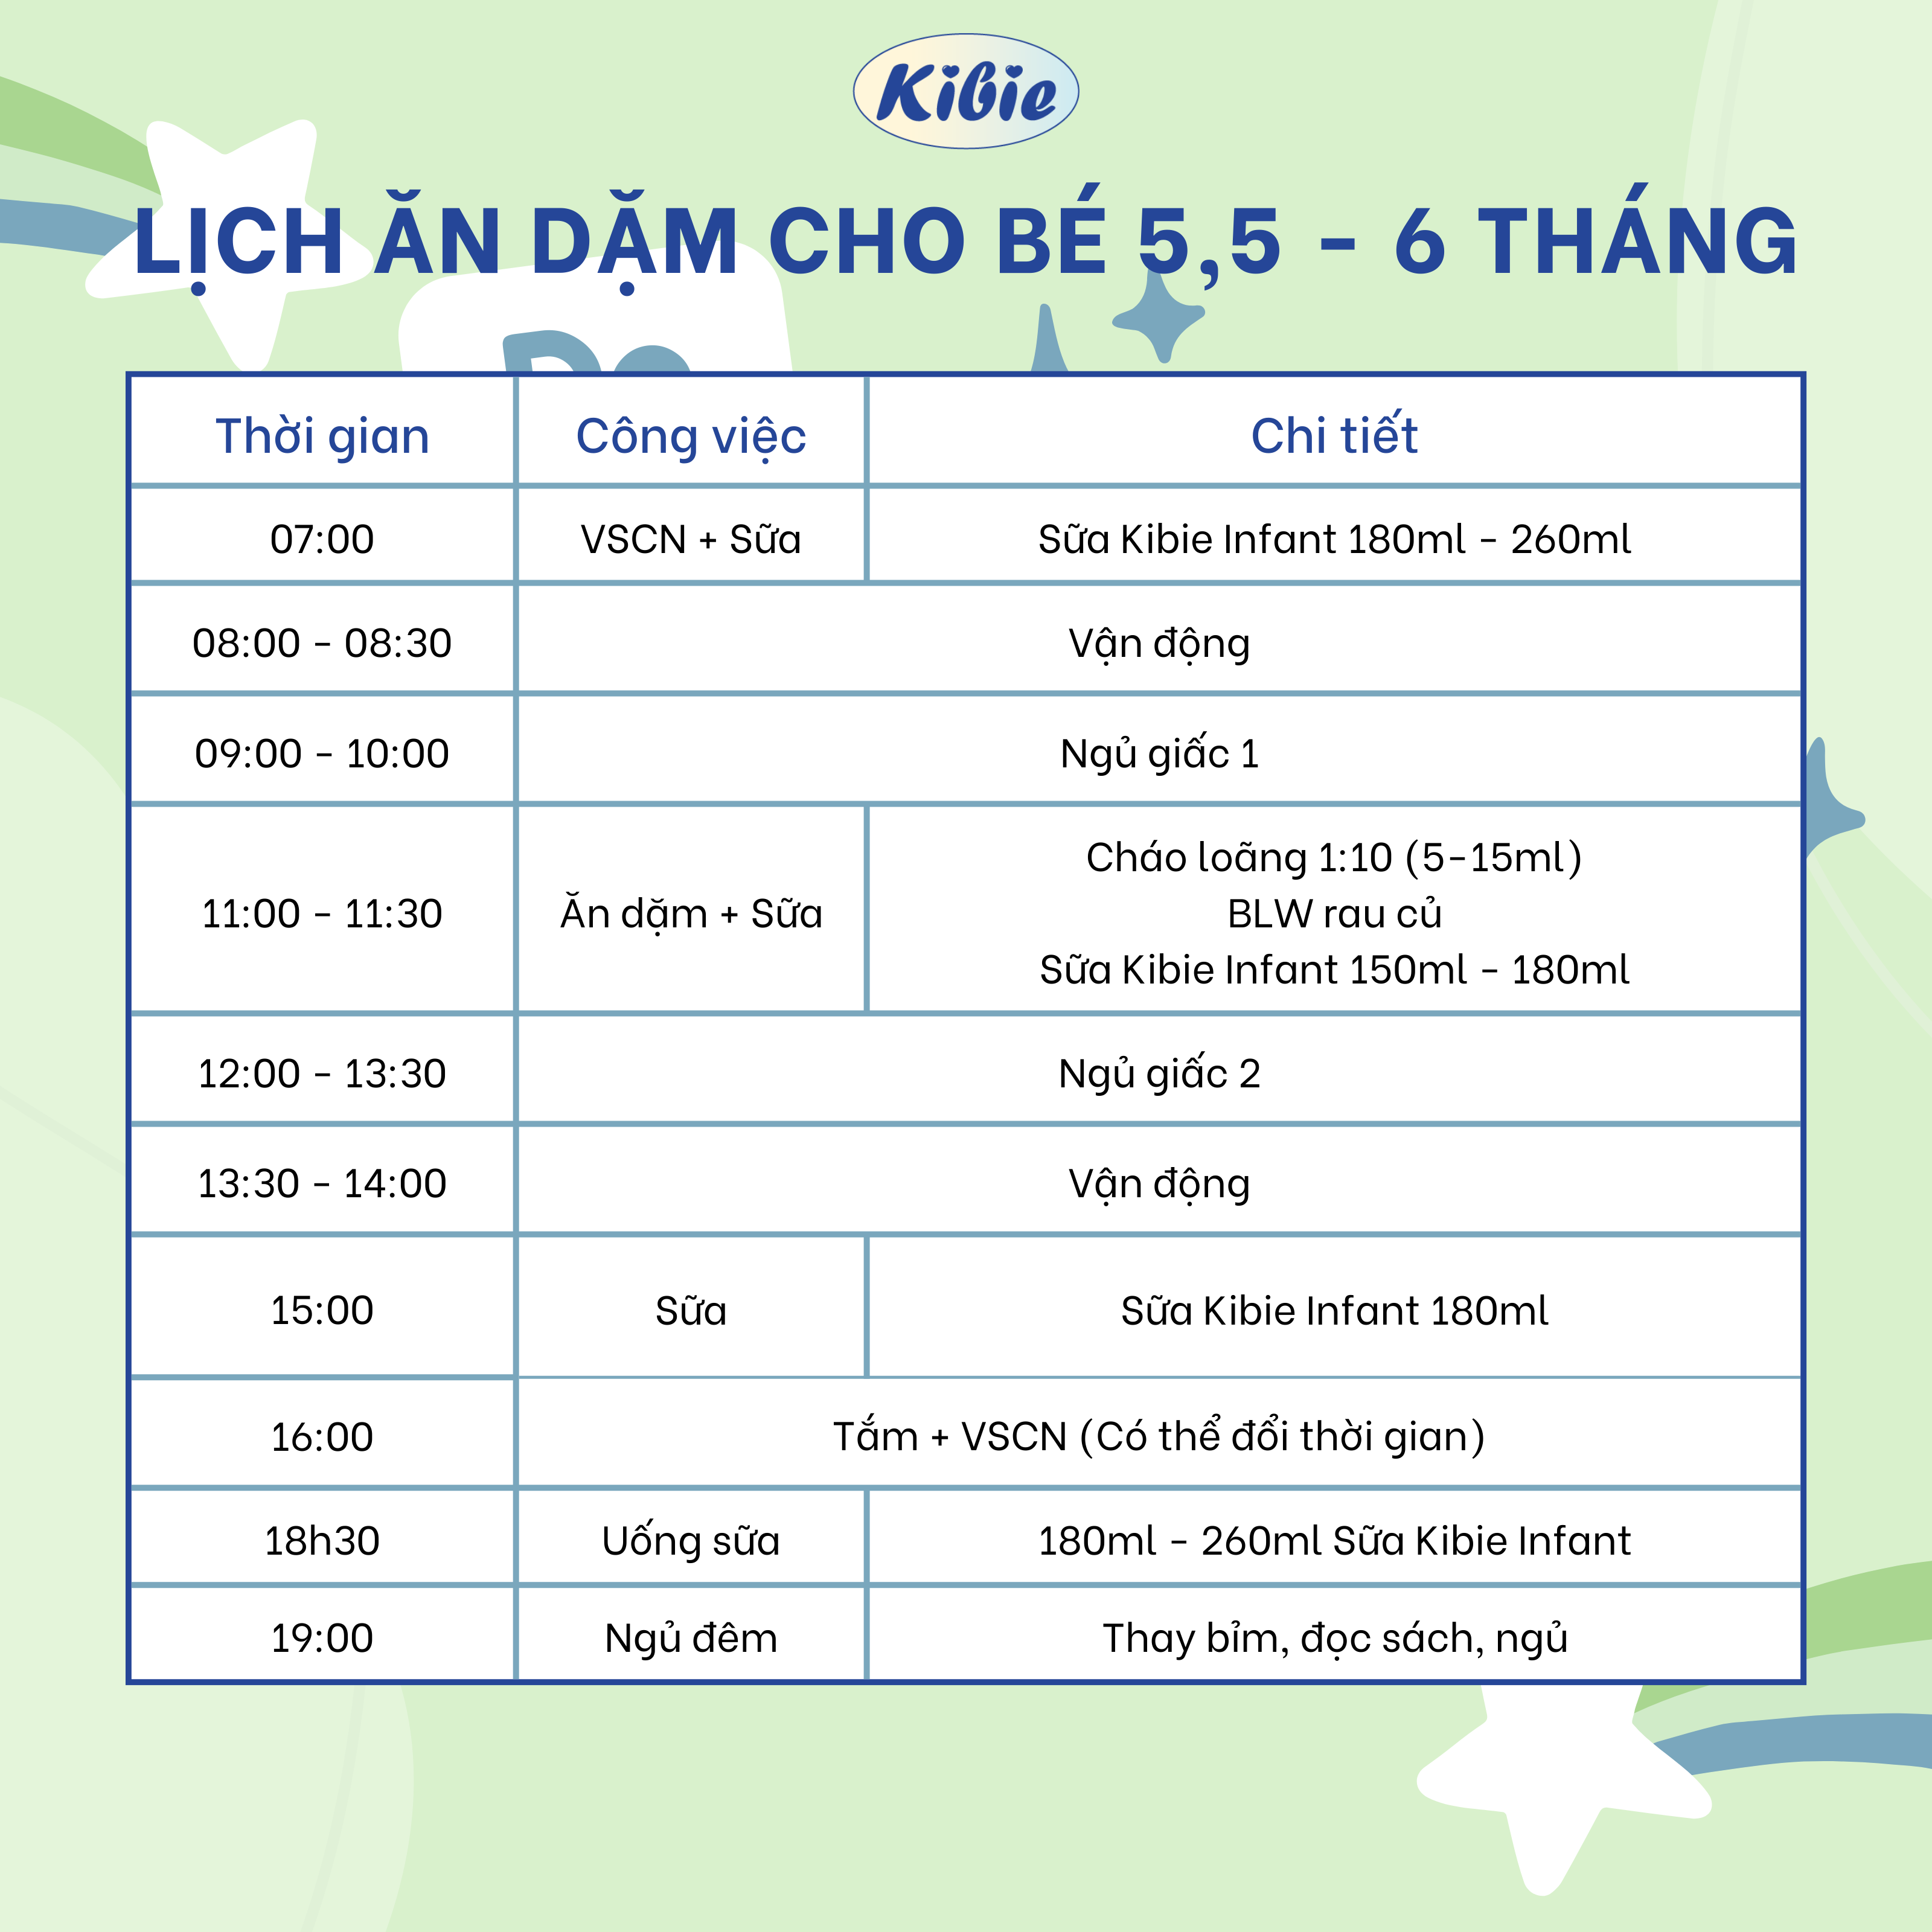 Kibie
LỊCH ĂN DẶM CHO BÉ 5,5 - 6 THÁNG
Thời gian Công việc Chi tiết
07:00 VSCN + Sữa Sữa Kibie Infant 180ml - 260ml
08:00 - 08:30 Vận động
09:00 - 10:00 Ngủ giấc 1
11:00 - 11:30 Ăn dặm + Sữa Cháo loãng 1:10 (5-15ml)
BLW rau củ
Sữa Kibie Infant 150ml - 180ml
12:00 - 13:30 Ngủ giấc 2
13:30 - 14:00 Vận động
15:00 Sữa Sữa Kibie Infant 180ml
16:00 Tắm + VSCN (Có thể đổi thời gian)
18h30 Uống sữa 180ml - 260ml Sữa Kibie Infant
19:00 Ngủ đêm Thay bỉm, đọc sách, ngủ